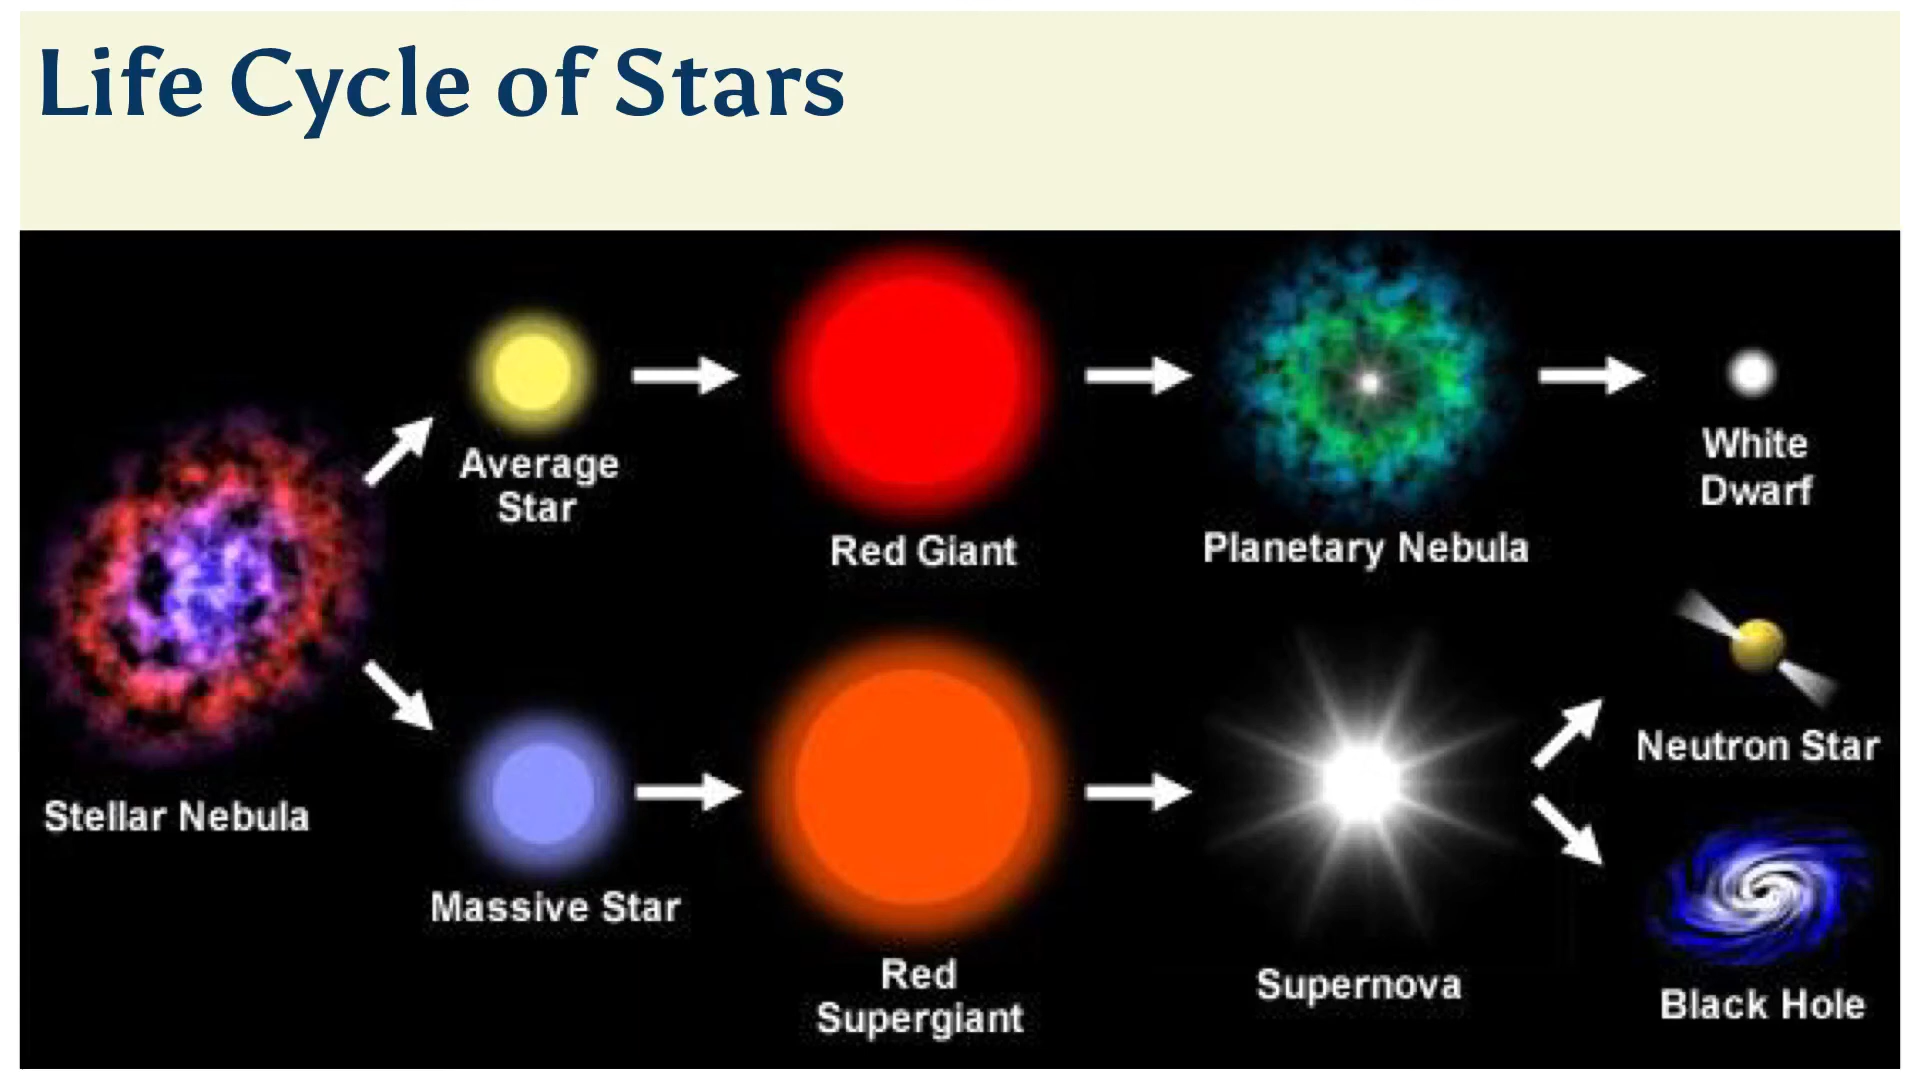 Life Cycle of Stars
Average
Star
Red Giant
Planetary Nebula
White
Dwarf
Stellar Nebula
Massive Star
Red
Supergiant
Supernova
Neutron Star
Black Hole